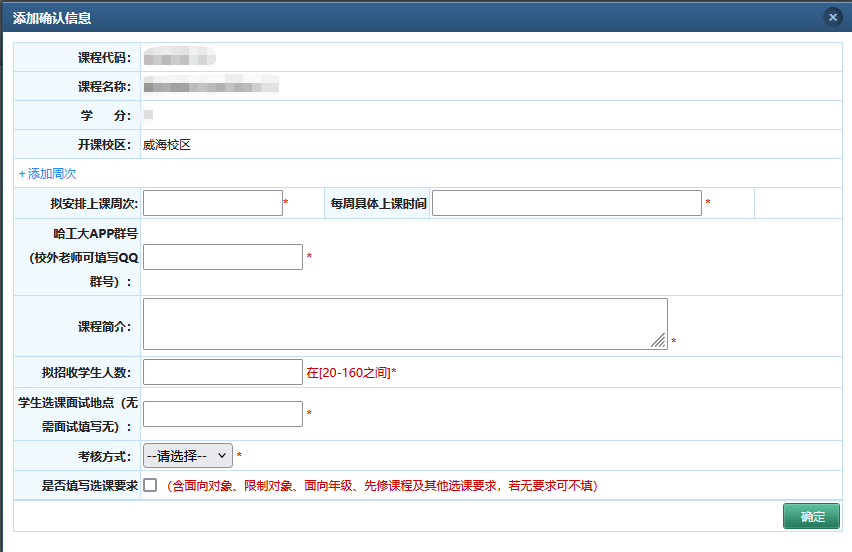 添加确认信息
课程代码：
课程名称：
学 分：
开课校区： 威海校区
+ 添加周次
拟安排上课周次: * 每周具体上课时间 *
哈工大APP群号
（校外老师可填写QQ *
群号）：
课程简介： *
拟招收学生人数： 在[20-160之间]*
学生选课面试地点（无
需面试填写无）： *
考核方式： --请选择-- *
是否填写选课要求 （含面向对象、限制对象、面向年级、先修课程及其他选课要求，若无要求可不填）
确定